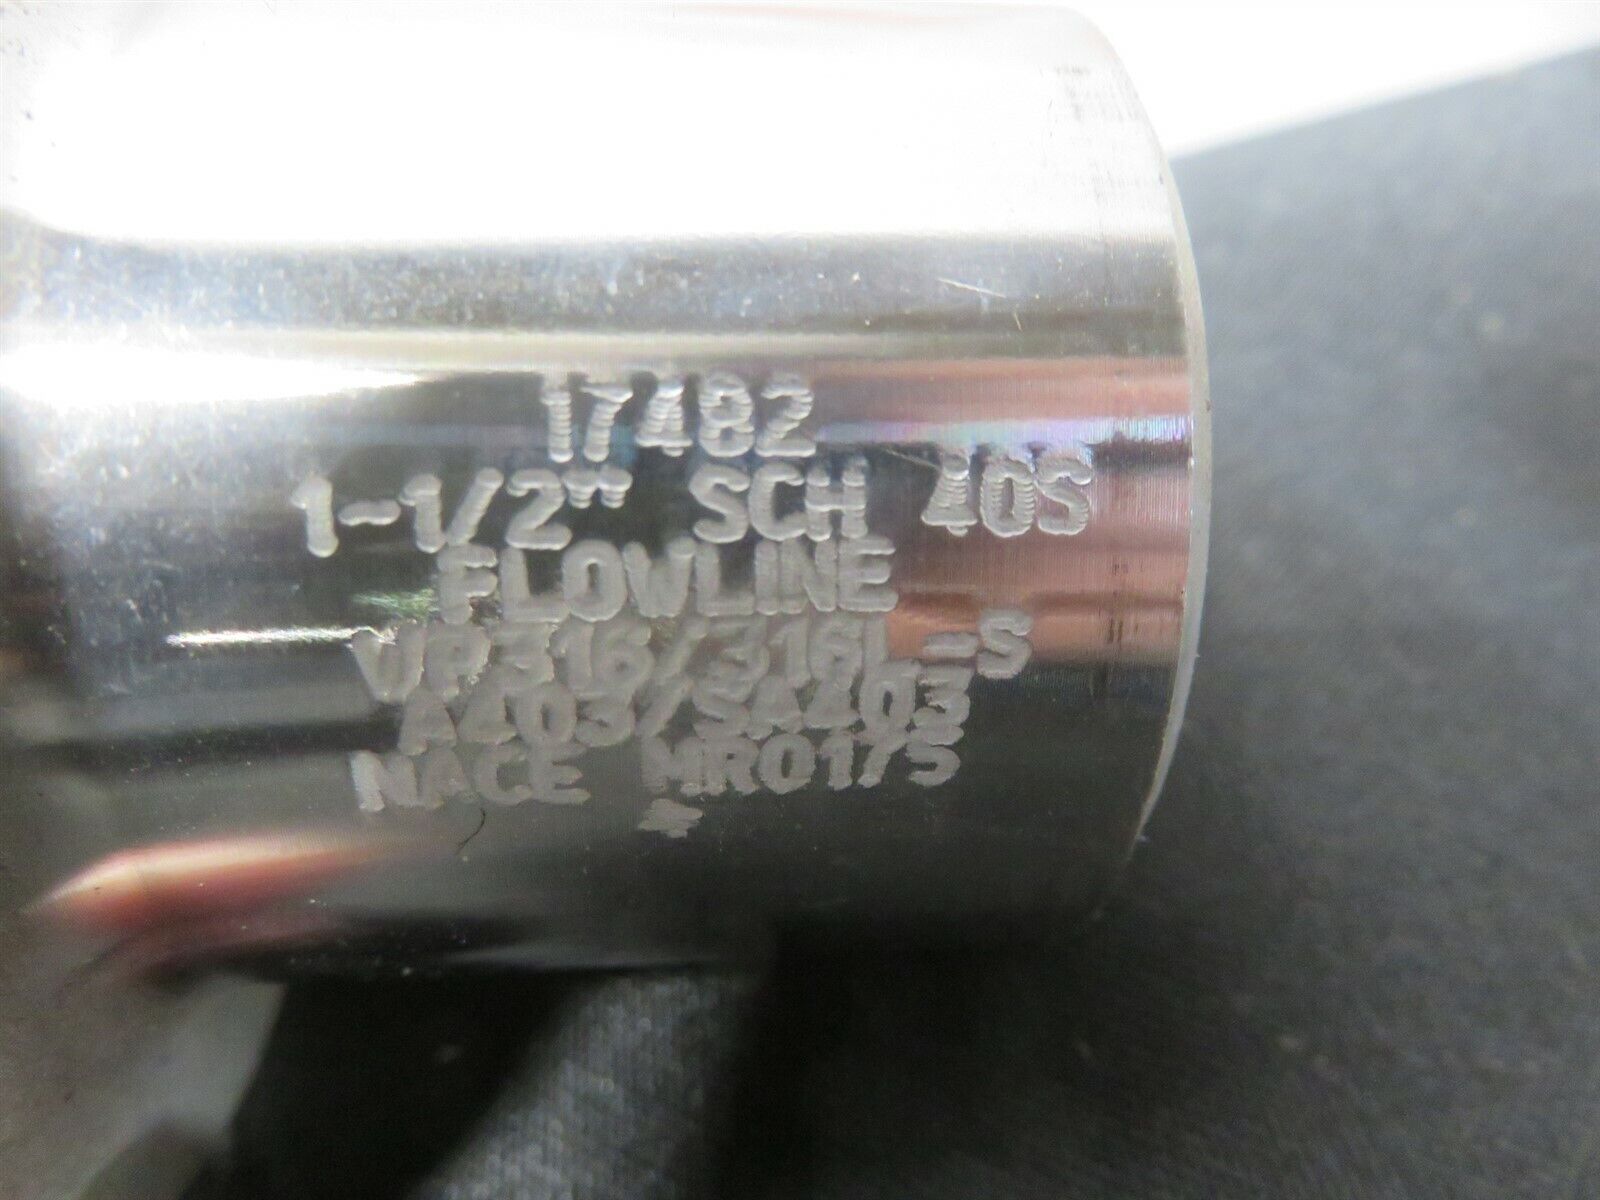 17482
1-1/2" SCH 40S
FLOWLINE
WP316/316L-S
A403/SA403
NACE MR0175